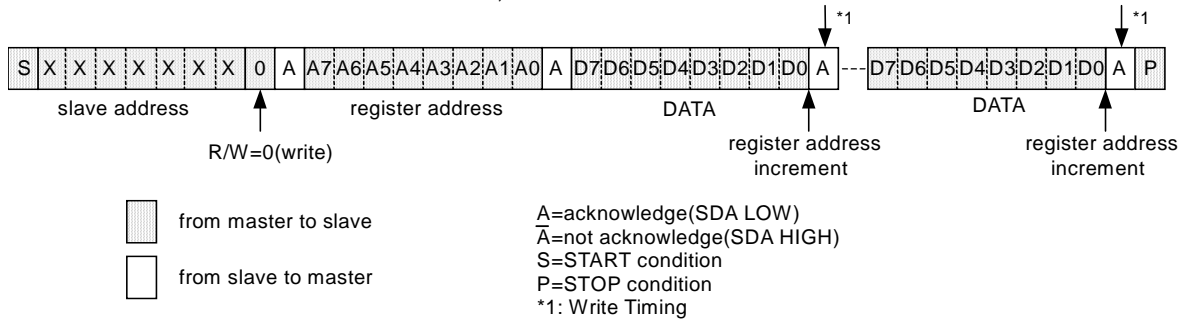 *1 *1
S X X X X X X X 0 A A7 A6 A5 A4 A3 A2 A1 A0 A D7 D6 D5 D4 D3 D2 D1 D0 A D7 D6 D5 D4 D3 D2 D1 D0 A P
slave address register address DATA DATA
R/W=0(write)
register address
increment
register address
increment
from master to slave
from slave to master
A=acknowledge(SDA LOW)
A̅=not acknowledge(SDA HIGH)
S=START condition
P=STOP condition
*1: Write Timing